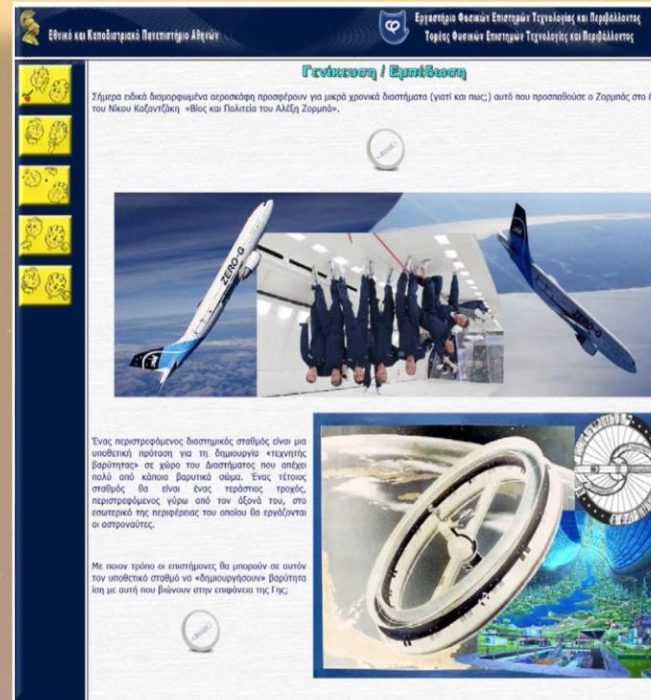 Εθνικό και Καποδιστριακό Πανεπιστήμιο Αθηνών
Εργαστήριο Φυσικών Επιστημών Τεχνολογίας και Περιβάλλοντος
Τομέας Φυσικών Επιστημών Τεχνολογίας και Περιβάλλοντος
Γενίκευση / Εμπέδωση
Σήμερα ειδικά διαμορφωμένα αεροσκάφη προσφέρουν για μικρά χρονικά διαστήματα (γιατί και πως;) αυτό που προσπαθούσε ο Ζορμπάς στο
του Νίκου Καζαντζάκη «Βίος και Πολιτεία του Αλέξη Ζορμπά».
ZERO-G
ZERO-G
Ένας περιστρεφόμενος διαστημικός σταθμός είναι μια
υποθετική πρόταση για τη δημιουργία «τεχνητής
βαρύτητας» σε χώρο του Διαστήματος που απέχει
πολύ από κάποιο βαρυτικό σώμα. Ένας τέτοιος
σταθμός θα είναι ένας τεράστιος τροχός,
περιστρεφόμενος γύρω από τον άξονά του, στο
εσωτερικό της περιφέρειας του οποίου θα εργάζονται
οι αστροναύτες.
Με ποιον τρόπο οι επιστήμονες θα μπορούν σε αυτόν
τον υποθετικό σταθμό να «δημιουργήσουν» βαρύτητα
ίση με αυτή που βιώνουν στην επιφάνεια της Γης;